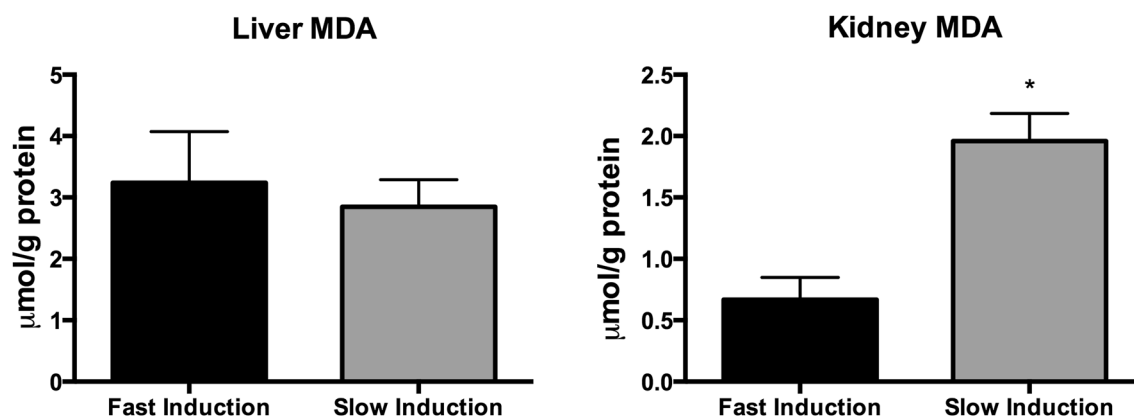 Liver MDA
μmol/g protein
5
4
3
2
1
0
Fast Induction Slow Induction
Kidney MDA
μmol/g protein
2.5
2.0
1.5
1.0
0.5
0.0
*
Fast Induction Slow Induction